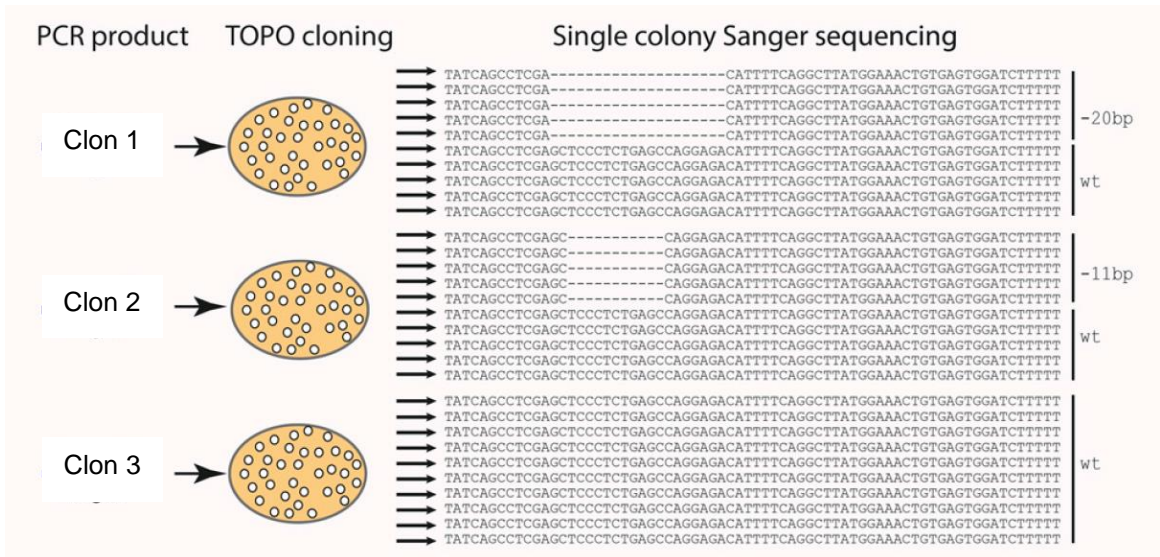 PCR product TOPO cloning Single colony Sanger sequencing
Clon 1
TATCAGCCTCGA--------------------CATTTTCAGGCTTATGGAAACTGTGAGTGGATCTTTTT
TATCAGCCTCGA--------------------CATTTTCAGGCTTATGGAAACTGTGAGTGGATCTTTTT
TATCAGCCTCGA--------------------CATTTTCAGGCTTATGGAAACTGTGAGTGGATCTTTTT
TATCAGCCTCGA--------------------CATTTTCAGGCTTATGGAAACTGTGAGTGGATCTTTTT
TATCAGCCTCGA--------------------CATTTTCAGGCTTATGGAAACTGTGAGTGGATCTTTTT
-20bp
TATCAGCCTCGAGCTCCCTCTGAGCCAGGAGACATTTTCAGGCTTATGGAAACTGTGAGTGGATCTTTTT
TATCAGCCTCGAGCTCCCTCTGAGCCAGGAGACATTTTCAGGCTTATGGAAACTGTGAGTGGATCTTTTT
TATCAGCCTCGAGCTCCCTCTGAGCCAGGAGACATTTTCAGGCTTATGGAAACTGTGAGTGGATCTTTTT
TATCAGCCTCGAGCTCCCTCTGAGCCAGGAGACATTTTCAGGCTTATGGAAACTGTGAGTGGATCTTTTT
TATCAGCCTCGAGCTCCCTCTGAGCCAGGAGACATTTTCAGGCTTATGGAAACTGTGAGTGGATCTTTTT
wt
Clon 2
TATCAGCCTCGAGC-----------CAGGAGACATTTTCAGGCTTATGGAAACTGTGAGTGGATCTTTTT
TATCAGCCTCGAGC-----------CAGGAGACATTTTCAGGCTTATGGAAACTGTGAGTGGATCTTTTT
TATCAGCCTCGAGC-----------CAGGAGACATTTTCAGGCTTATGGAAACTGTGAGTGGATCTTTTT
TATCAGCCTCGAGC-----------CAGGAGACATTTTCAGGCTTATGGAAACTGTGAGTGGATCTTTTT
TATCAGCCTCGAGC-----------CAGGAGACATTTTCAGGCTTATGGAAACTGTGAGTGGATCTTTTT
-11bp
TATCAGCCTCGAGCTCCCTCTGAGCCAGGAGACATTTTCAGGCTTATGGAAACTGTGAGTGGATCTTTTT
TATCAGCCTCGAGCTCCCTCTGAGCCAGGAGACATTTTCAGGCTTATGGAAACTGTGAGTGGATCTTTTT
TATCAGCCTCGAGCTCCCTCTGAGCCAGGAGACATTTTCAGGCTTATGGAAACTGTGAGTGGATCTTTTT
TATCAGCCTCGAGCTCCCTCTGAGCCAGGAGACATTTTCAGGCTTATGGAAACTGTGAGTGGATCTTTTT
TATCAGCCTCGAGCTCCCTCTGAGCCAGGAGACATTTTCAGGCTTATGGAAACTGTGAGTGGATCTTTTT
wt
Clon 3
TATCAGCCTCGAGCTCCCTCTGAGCCAGGAGACATTTTCAGGCTTATGGAAACTGTGAGTGGATCTTTTT
TATCAGCCTCGAGCTCCCTCTGAGCCAGGAGACATTTTCAGGCTTATGGAAACTGTGAGTGGATCTTTTT
TATCAGCCTCGAGCTCCCTCTGAGCCAGGAGACATTTTCAGGCTTATGGAAACTGTGAGTGGATCTTTTT
TATCAGCCTCGAGCTCCCTCTGAGCCAGGAGACATTTTCAGGCTTATGGAAACTGTGAGTGGATCTTTTT
TATCAGCCTCGAGCTCCCTCTGAGCCAGGAGACATTTTCAGGCTTATGGAAACTGTGAGTGGATCTTTTT
TATCAGCCTCGAGCTCCCTCTGAGCCAGGAGACATTTTCAGGCTTATGGAAACTGTGAGTGGATCTTTTT
TATCAGCCTCGAGCTCCCTCTGAGCCAGGAGACATTTTCAGGCTTATGGAAACTGTGAGTGGATCTTTTT
TATCAGCCTCGAGCTCCCTCTGAGCCAGGAGACATTTTCAGGCTTATGGAAACTGTGAGTGGATCTTTTT
TATCAGCCTCGAGCTCCCTCTGAGCCAGGAGACATTTTCAGGCTTATGGAAACTGTGAGTGGATCTTTTT
TATCAGCCTCGAGCTCCCTCTGAGCCAGGAGACATTTTCAGGCTTATGGAAACTGTGAGTGGATCTTTTT
wt